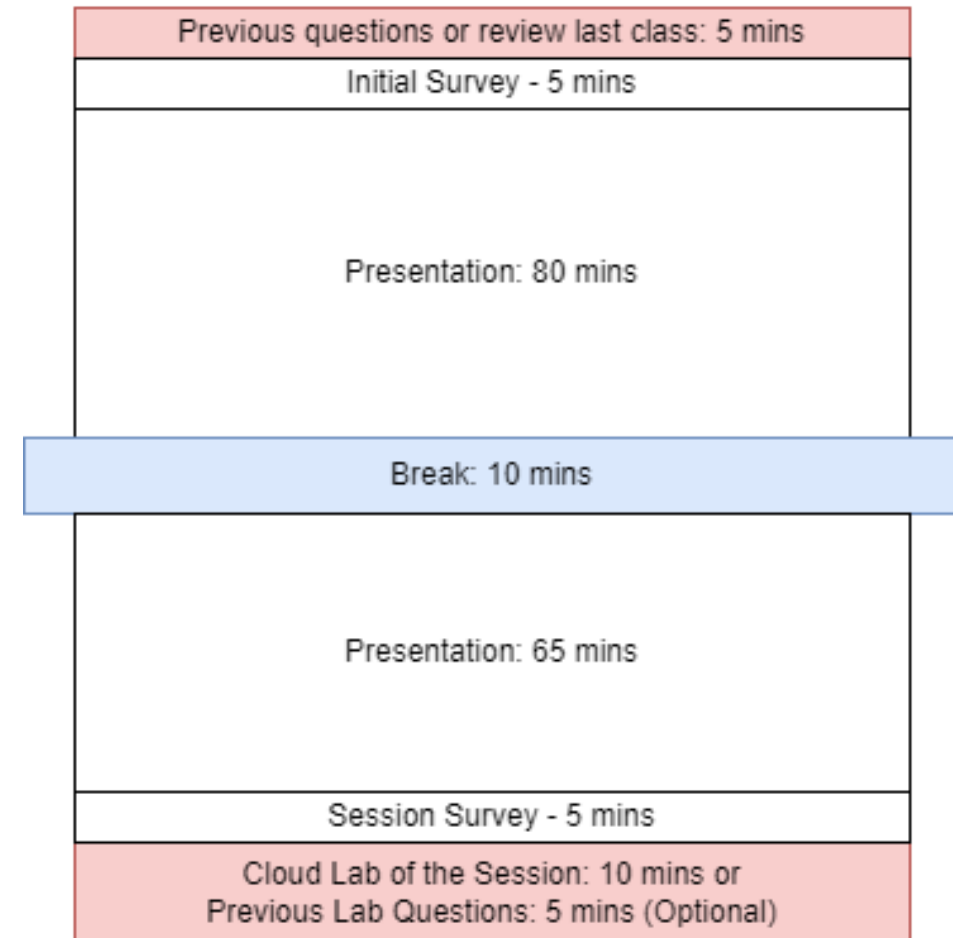 Previous questions or review last class: 5 mins
Initial Survey - 5 mins
Presentation: 80 mins
Break: 10 mins
Presentation: 65 mins
Session Survey - 5 mins
Cloud Lab of the Session: 10 mins or
Previous Lab Questions: 5 mins (Optional)